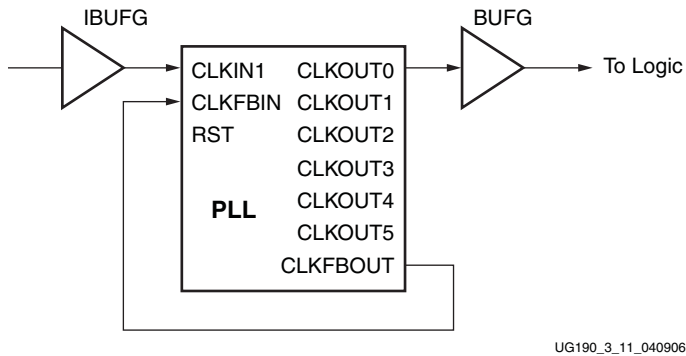 IBUFG
BUFG
CLKIN1 CLKOUT0
To Logic
CLKFBIN CLKOUT1
RST CLKOUT2
CLKOUT3
PLL CLKOUT4
CLKOUT5
CLKFBOUT
UG190_3_11_040906